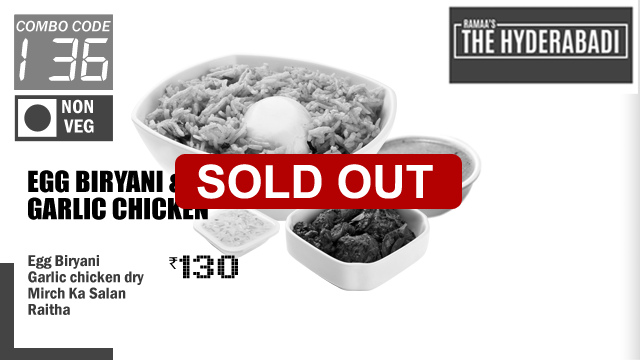 COMBO CODE
136
NON
VEG
RAMAA'S
THE HYDERABADI
EGG BIRYANI &
GARLIC CHICKEN
SOLD OUT
Egg Biryani
Garlic chicken dry
Mirch Ka Salan
Raitha
₹130